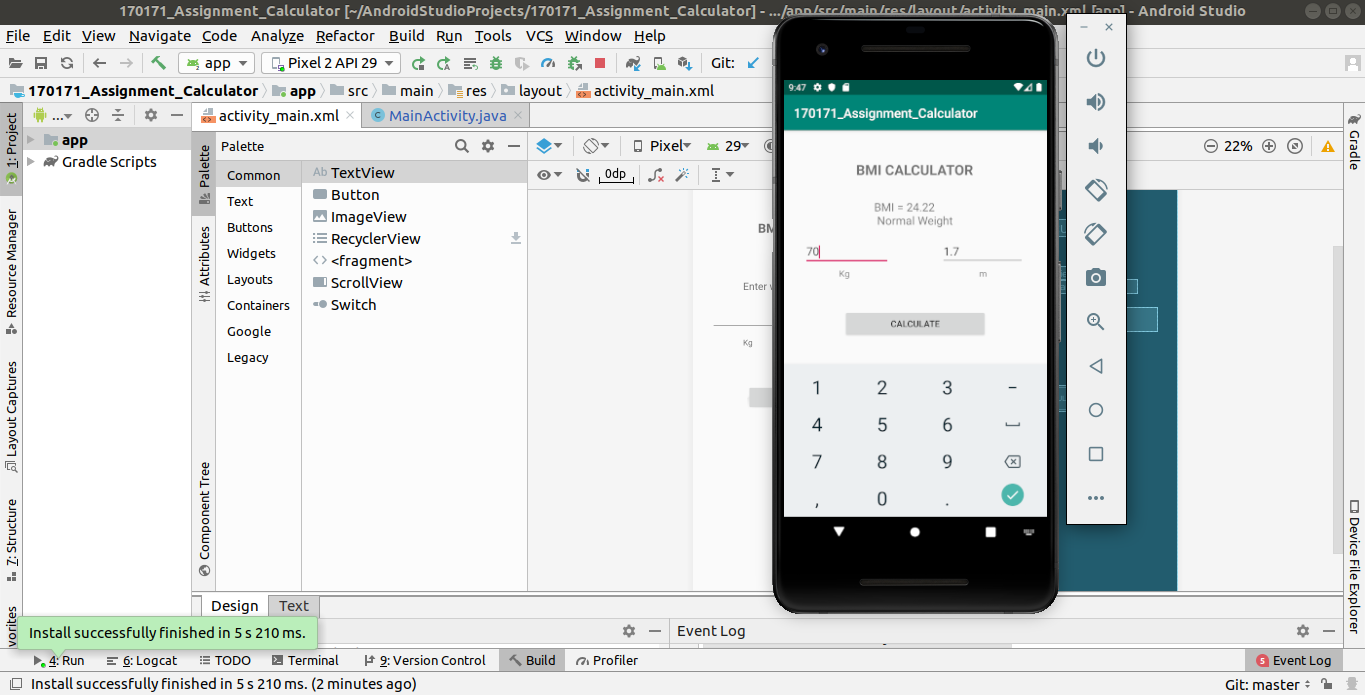 170171_Assignment_Calculator [~/AndroidStudioProjects/170171_Assignment_Calculator] - .../app/src/main/res/layout/activity_main.xml [app] - Android Studio
File Edit View Navigate Code Analyze Refactor Build Run Tools VCS Window Help
app Pixel 2 API 29 Git:
170171_Assignment_Calculator app src main res layout activity_main.xml
1: Project
Resource Manager
Layout Captures
7: Structure
...
app
Gradle Scripts
activity_main.xml MainActivity.java
Palette
Attributes
Component Tree
Palette
Common
Text
Buttons
Widgets
Layouts
Containers
Google
Legacy
Ab TextView
Button
ImageView
RecyclerView
<fragment>
ScrollView
Switch
Pixel 29 22%
0dp
Kg
9:47
170171_Assignment_Calculator
BMI CALCULATOR
BMI = 24.22
Normal Weight
70 1.7
Kg m
CALCULATE
1 2 3 -
4 5 6
7 8 9
, 0 .
Gradle
Device File Explorer
Design Text
Event Log
Install successfully finished in 5 s 210 ms.
4: Run 6: Logcat TODO Terminal 9: Version Control Build Profiler 5 Event Log
Install successfully finished in 5 s 210 ms. (2 minutes ago) Git: master